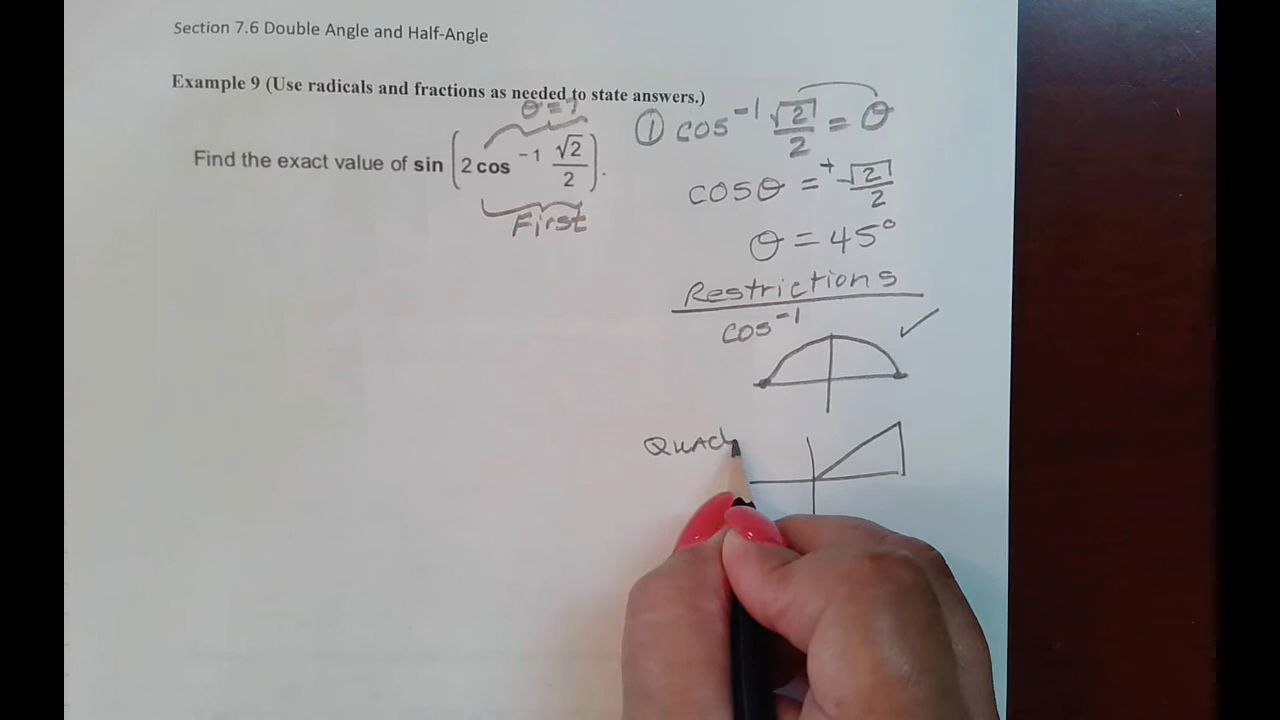 Section 7.6 Double Angle and Half-Angle
Example 9 (Use radicals and fractions as needed to state answers.)
θ = ?
Find the exact value of sin (2 cos⁻¹ √2/2).
First
① cos⁻¹ √2/2 = θ
cosθ = +√2/2
θ = 45°
Restrictions
cos⁻¹
QUAD